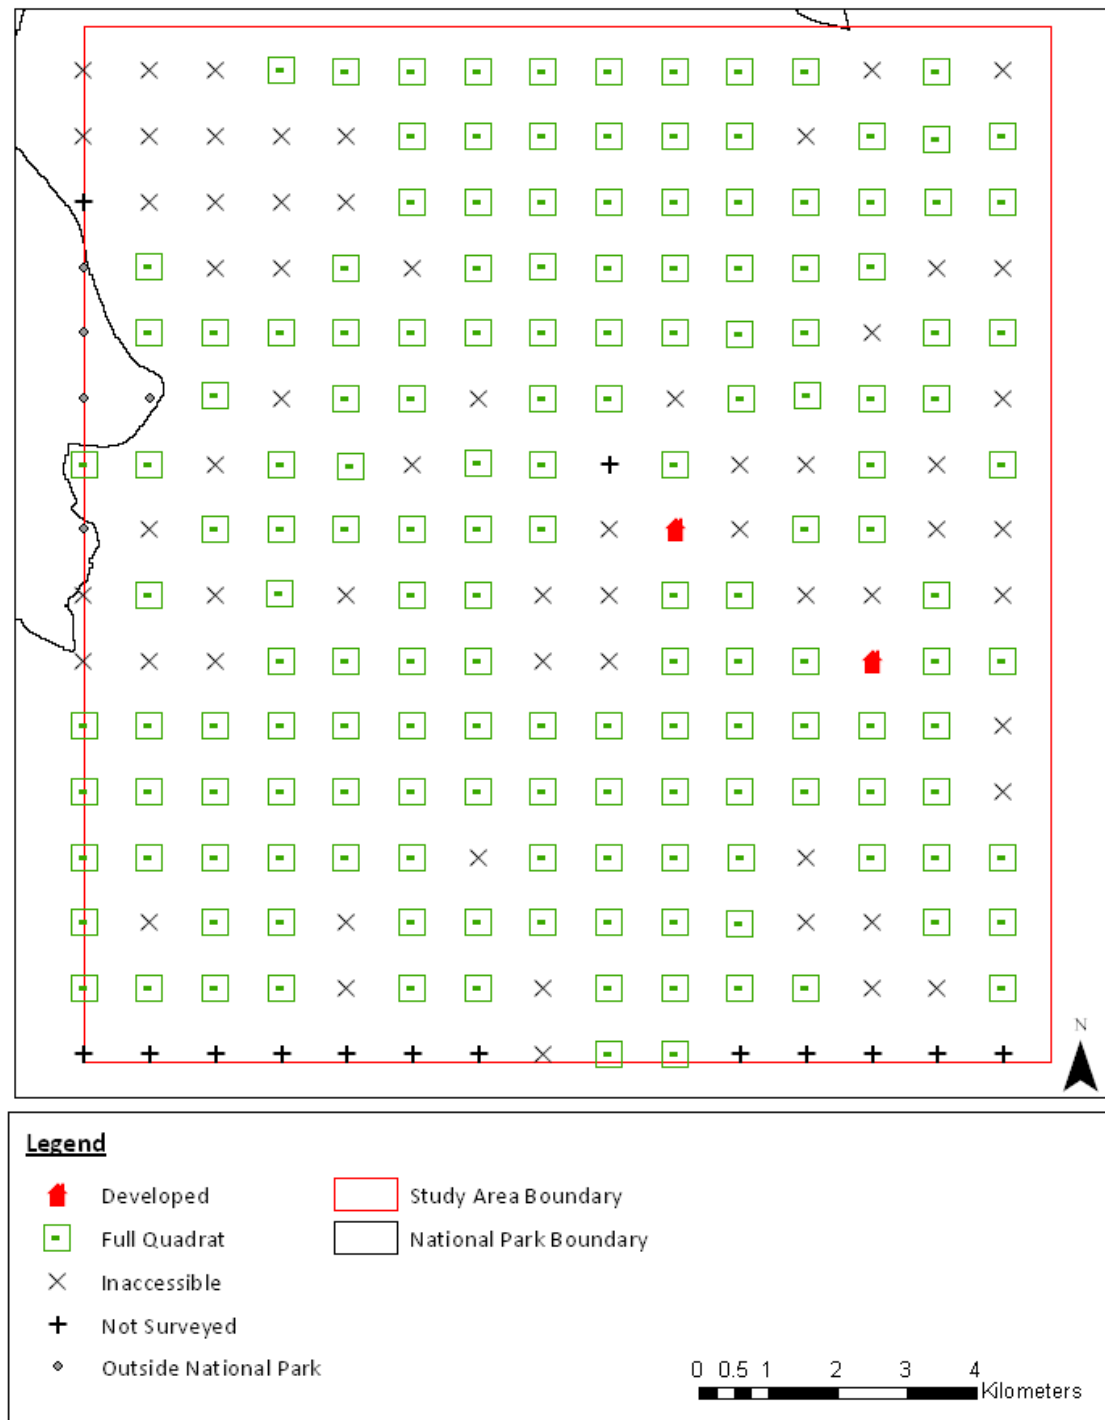 N
Legend
Developed
Study Area Boundary
Full Quadrat
National Park Boundary
Inaccessible
Not Surveyed
Outside National Park
0 0.5 1 2 3 4
Kilometers